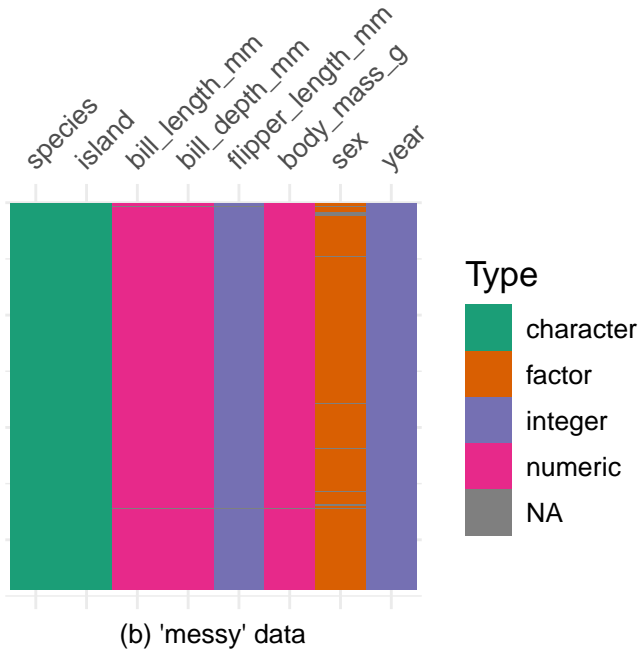 species
island
bill_length_mm
bill_depth_mm
flipper_length_mm
body_mass_g
sex
year
Type
character
factor
integer
numeric
NA
(b) 'messy' data